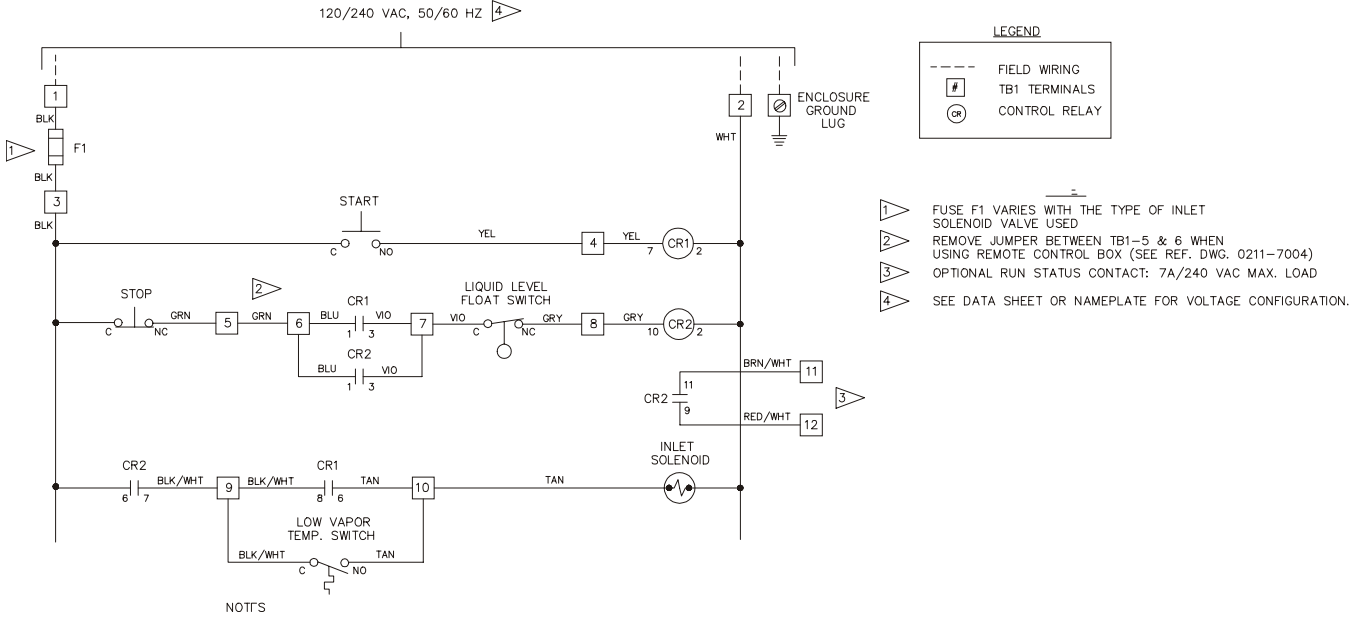 120/240 VAC, 50/60 HZ 4
LEGEND
FIELD WIRING
# TB1 TERMINALS
CR CONTROL RELAY
1
BLK
1 F1
BLK
3
BLK
2
WHT
ENCLOSURE
GROUND
LUG
1 FUSE F1 VARIES WITH THE TYPE OF INLET
SOLENOID VALVE USED
2 REMOVE JUMPER BETWEEN TB1-5 & 6 WHEN
USING REMOTE CONTROL BOX (SEE REF. DWG. 0211-7004)
3 OPTIONAL RUN STATUS CONTACT: 7A/240 VAC MAX. LOAD
4 SEE DATA SHEET OR NAMEPLATE FOR VOLTAGE CONFIGURATION.
START
C NO YEL 4 YEL 7 CR1 2
STOP
2
LIQUID LEVEL
FLOAT SWITCH
CR1
C NC GRN 5 GRN 6 BLU 1 3 VIO 7 VIO C NC GRY 8 GRY 10 CR2 2
CR2
BLU 1 3 VIO
BRN/WHT 11
11
CR2
9
3
RED/WHT 12
INLET
SOLENOID
CR2
CR1
6 7 BLK/WHT 9 BLK/WHT 8 6 TAN 10 TAN
LOW VAPOR
TEMP. SWITCH
BLK/WHT C NO TAN